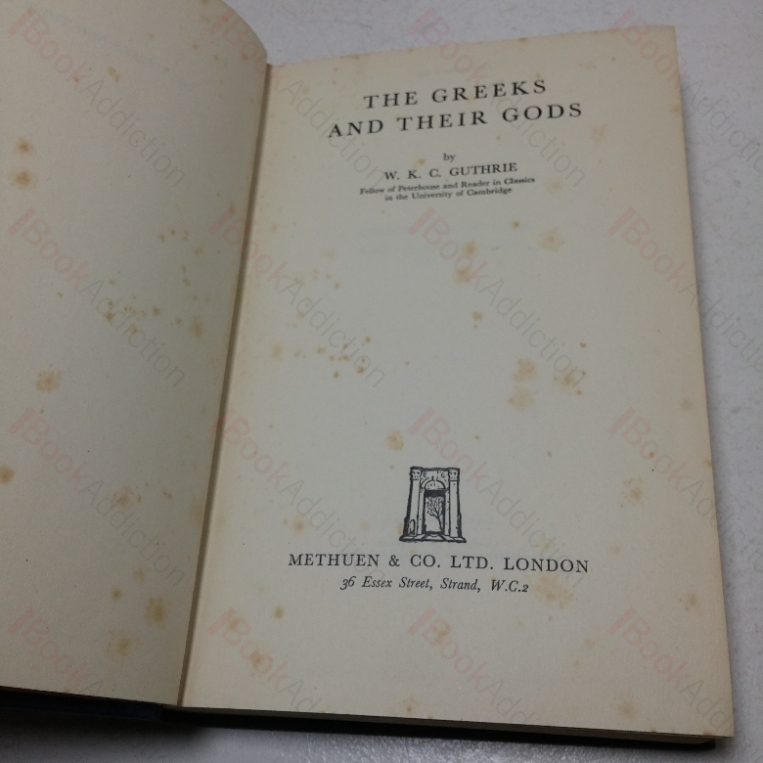 THE GREEKS
AND THEIR GODS
by
W. K. C. GUTHRIE
Fellow of Peterhouse and Reader in Classics
in the University of Cambridge
METHUEN & CO. LTD. LONDON
36 Essex Street, Strand, W.C.2
BookAddiction